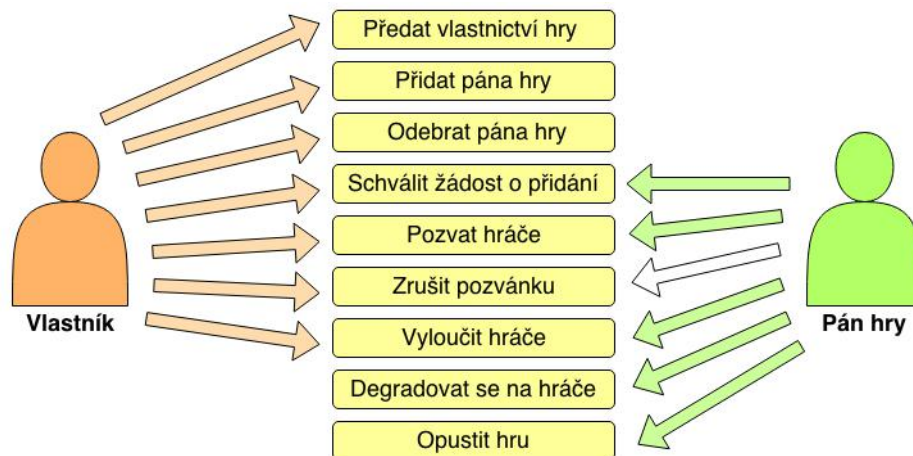 Předat vlastnictví hry
Přidat pána hry
Odebrat pána hry
Schválit žádost o přidání
Pozvat hráče
Zrušit pozvánku
Vyloučit hráče
Degradovat se na hráče
Opustit hru
Vlastník
Pán hry